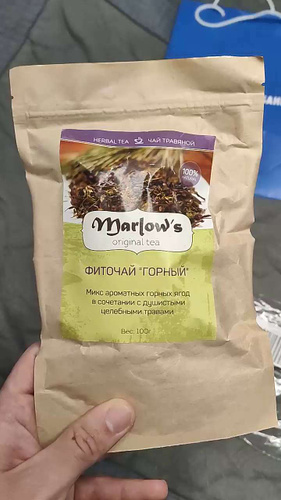 HERBAL TEA ЧАЙ ТРАВЯНОЙ
100%
Marlow's
original tea
ФИТОЧАЙ "ГОРНЫЙ"
Микс ароматных горных ягод
в сочетании с душистыми
целебными травами
Вес: 100г